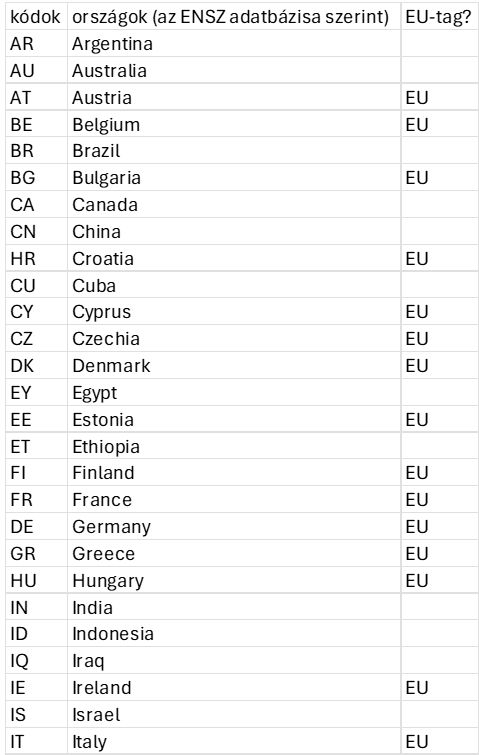 kódok országok (az ENSZ adatbázisa szerint) EU-tag?
AR Argentina
AU Australia
AT Austria EU
BE Belgium EU
BR Brazil
BG Bulgaria EU
CA Canada
CN China
HR Croatia EU
CU Cuba
CY Cyprus EU
CZ Czechia EU
DK Denmark EU
EY Egypt
EE Estonia EU
ET Ethiopia
FI Finland EU
FR France EU
DE Germany EU
GR Greece EU
HU Hungary EU
IN India
ID Indonesia
IQ Iraq
IE Ireland EU
IS Israel
IT Italy EU